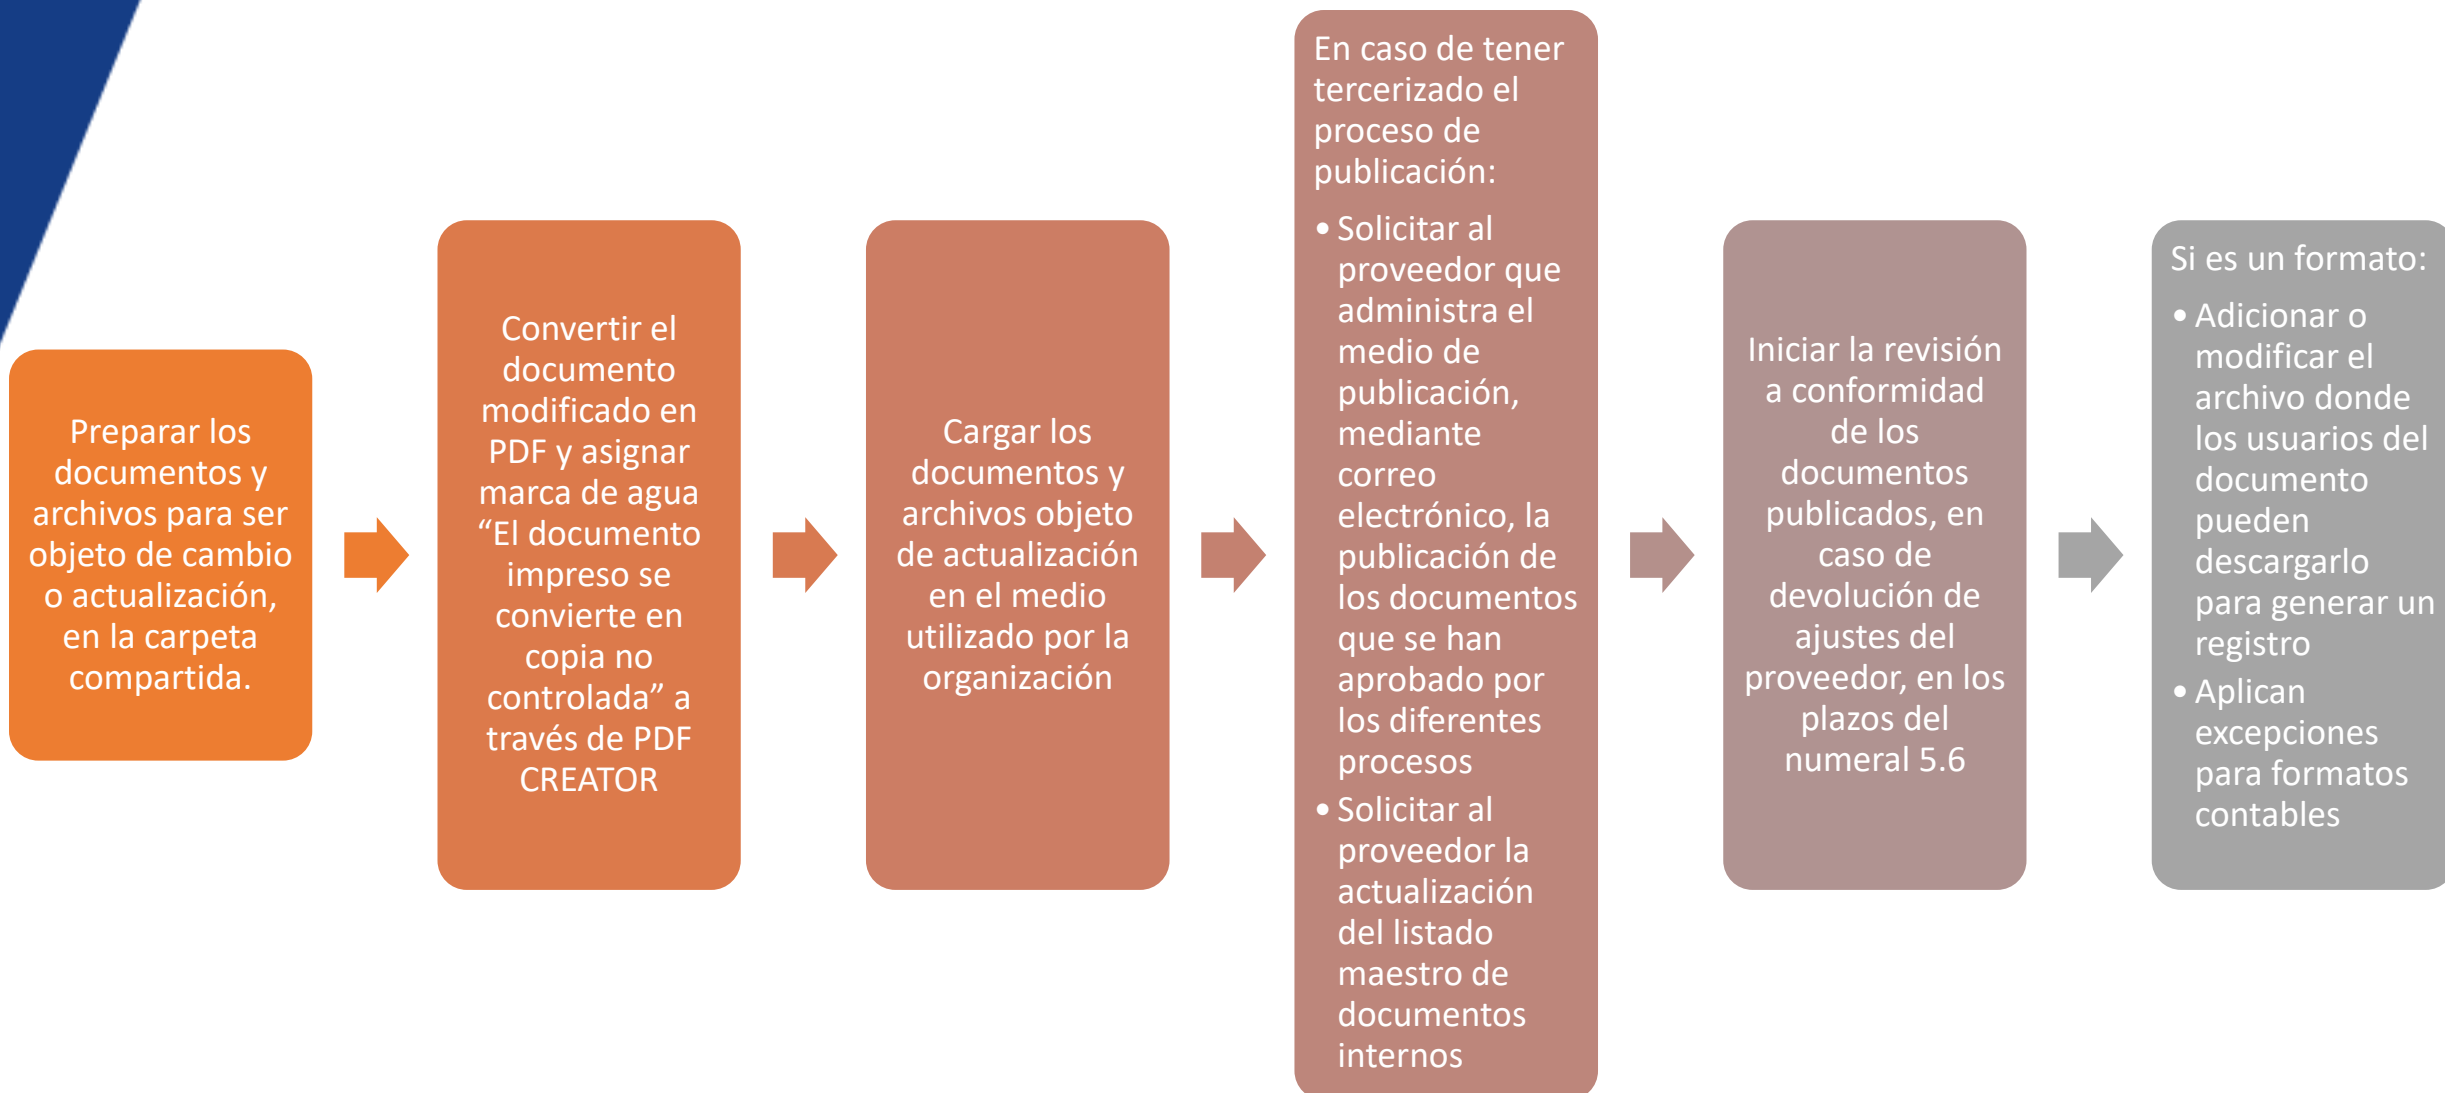 Preparar los
documentos y
archivos para ser
objeto de cambio
o actualización,
en la carpeta
compartida.
Convertir el
documento
modificado en
PDF y asignar
marca de agua
“El documento
impreso se
convierte en
copia no
controlada” a
través de PDF
CREATOR
Cargar los
documentos y
archivos objeto
de actualización
en el medio
utilizado por la
organización
En caso de tener
tercerizado el
proceso de
publicación:
• Solicitar al
proveedor que
administra el
medio de
publicación,
mediante
correo
electrónico, la
publicación de
los documentos
que se han
aprobado por
los diferentes
procesos
• Solicitar al
proveedor la
actualización
del listado
maestro de
documentos
internos
Iniciar la revisión
a conformidad
de los
documentos
publicados, en
caso de
devolución de
ajustes del
proveedor, en los
plazos del
numeral 5.6
Si es un formato:
• Adicionar o
modificar el
archivo donde
los usuarios del
documento
pueden
descargarlo
para generar un
registro
• Aplican
excepciones
para formatos
contables